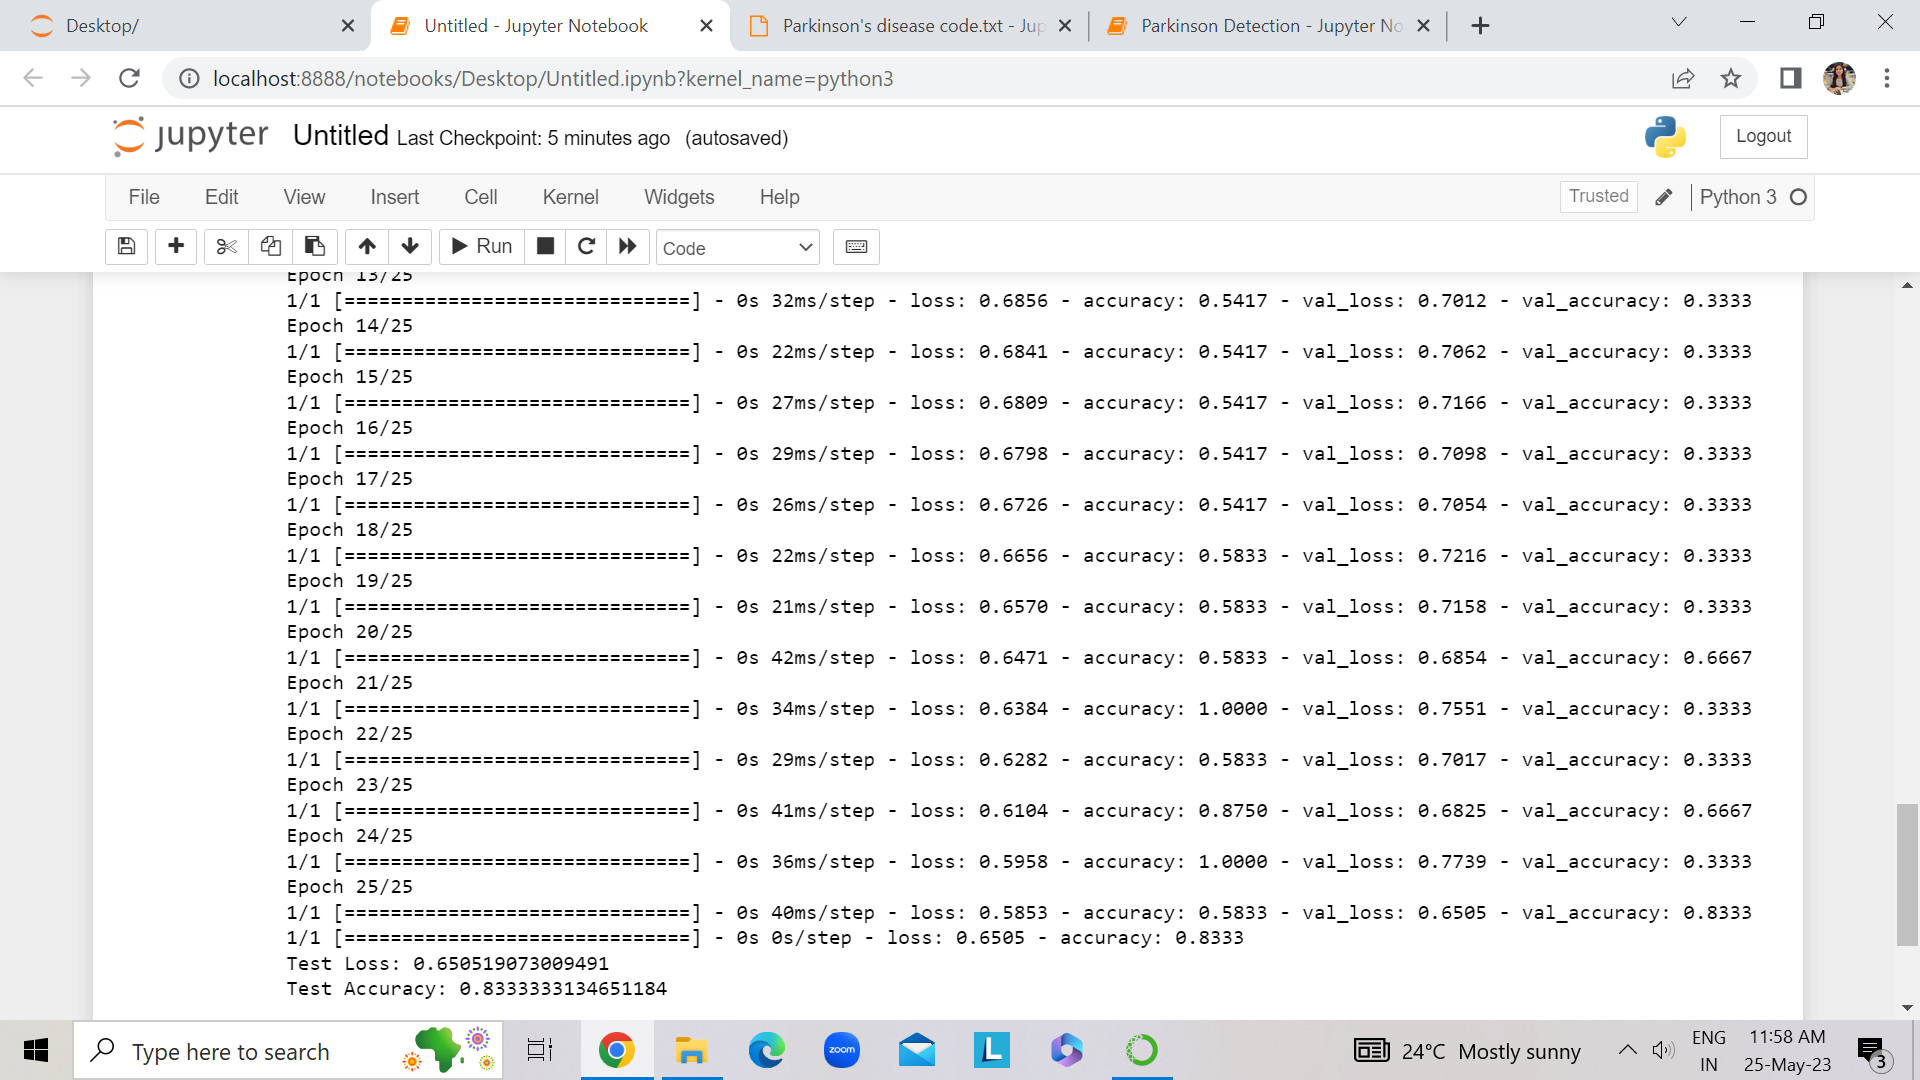 Desktop/
Untitled - Jupyter Notebook
Parkinson's disease code.txt - Jup
Parkinson Detection - Jupyter No
localhost:8888/notebooks/Desktop/Untitled.ipynb?kernel_name=python3
jupyter Untitled Last Checkpoint: 5 minutes ago (autosaved)
Logout
File Edit View Insert Cell Kernel Widgets Help
Trusted Python 3
Run Code
Epoch 13/25
1/1 [==============================] - 0s 32ms/step - loss: 0.6856 - accuracy: 0.5417 - val_loss: 0.7012 - val_accuracy: 0.3333
Epoch 14/25
1/1 [==============================] - 0s 22ms/step - loss: 0.6841 - accuracy: 0.5417 - val_loss: 0.7062 - val_accuracy: 0.3333
Epoch 15/25
1/1 [==============================] - 0s 27ms/step - loss: 0.6809 - accuracy: 0.5417 - val_loss: 0.7166 - val_accuracy: 0.3333
Epoch 16/25
1/1 [==============================] - 0s 29ms/step - loss: 0.6798 - accuracy: 0.5417 - val_loss: 0.7098 - val_accuracy: 0.3333
Epoch 17/25
1/1 [==============================] - 0s 26ms/step - loss: 0.6726 - accuracy: 0.5417 - val_loss: 0.7054 - val_accuracy: 0.3333
Epoch 18/25
1/1 [==============================] - 0s 22ms/step - loss: 0.6656 - accuracy: 0.5833 - val_loss: 0.7216 - val_accuracy: 0.3333
Epoch 19/25
1/1 [==============================] - 0s 21ms/step - loss: 0.6570 - accuracy: 0.5833 - val_loss: 0.7158 - val_accuracy: 0.3333
Epoch 20/25
1/1 [==============================] - 0s 42ms/step - loss: 0.6471 - accuracy: 0.5833 - val_loss: 0.6854 - val_accuracy: 0.6667
Epoch 21/25
1/1 [==============================] - 0s 34ms/step - loss: 0.6384 - accuracy: 1.0000 - val_loss: 0.7551 - val_accuracy: 0.3333
Epoch 22/25
1/1 [==============================] - 0s 29ms/step - loss: 0.6282 - accuracy: 0.5833 - val_loss: 0.7017 - val_accuracy: 0.3333
Epoch 23/25
1/1 [==============================] - 0s 41ms/step - loss: 0.6104 - accuracy: 0.8750 - val_loss: 0.6825 - val_accuracy: 0.6667
Epoch 24/25
1/1 [==============================] - 0s 36ms/step - loss: 0.5958 - accuracy: 1.0000 - val_loss: 0.7739 - val_accuracy: 0.3333
Epoch 25/25
1/1 [==============================] - 0s 40ms/step - loss: 0.5853 - accuracy: 0.5833 - val_loss: 0.6505 - val_accuracy: 0.8333
1/1 [==============================] - 0s 0s/step - loss: 0.6505 - accuracy: 0.8333
Test Loss: 0.650519073009491
Test Accuracy: 0.8333333134651184
Type here to search
zoom
L
24°C Mostly sunny
ENG
IN
11:58 AM
25-May-23
3